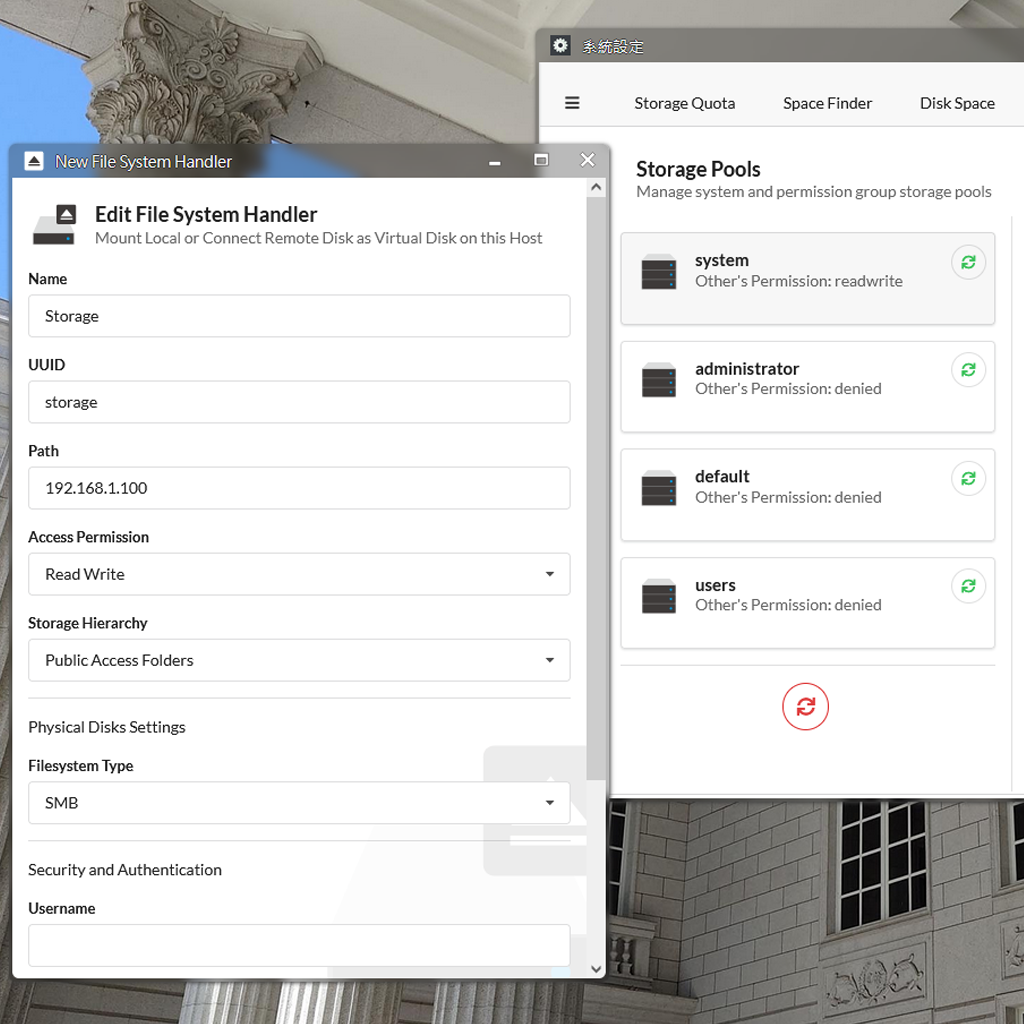 系統設定
Storage Quota
Space Finder
Disk Space
Storage Pools
Manage system and permission group storage pools
system
Other's Permission: readwrite
administrator
Other's Permission: denied
default
Other's Permission: denied
users
Other's Permission: denied
New File System Handler
Edit File System Handler
Mount Local or Connect Remote Disk as Virtual Disk on this Host
Name
Storage
UUID
storage
Path
192.168.1.100
Access Permission
Read Write
Storage Hierarchy
Public Access Folders
Physical Disks Settings
Filesystem Type
SMB
Security and Authentication
Username